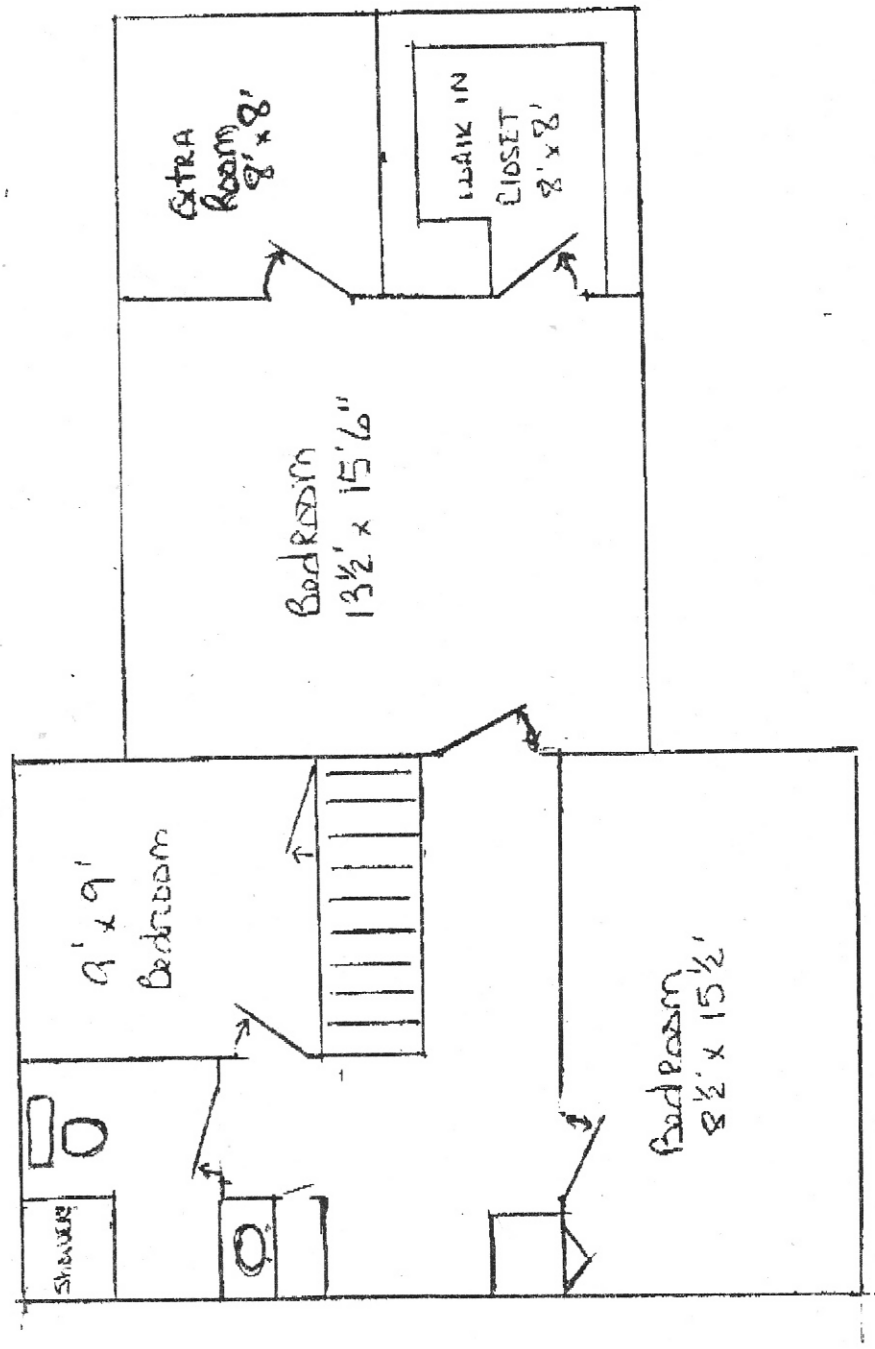 Extra
Room
8' x 8'
WAIK IN
ClOSET
8' x 8'
BedRoom
13½' x 15'6"
9' x 9'
Bedroom
BedRoom
8½' x 15½'
Shower